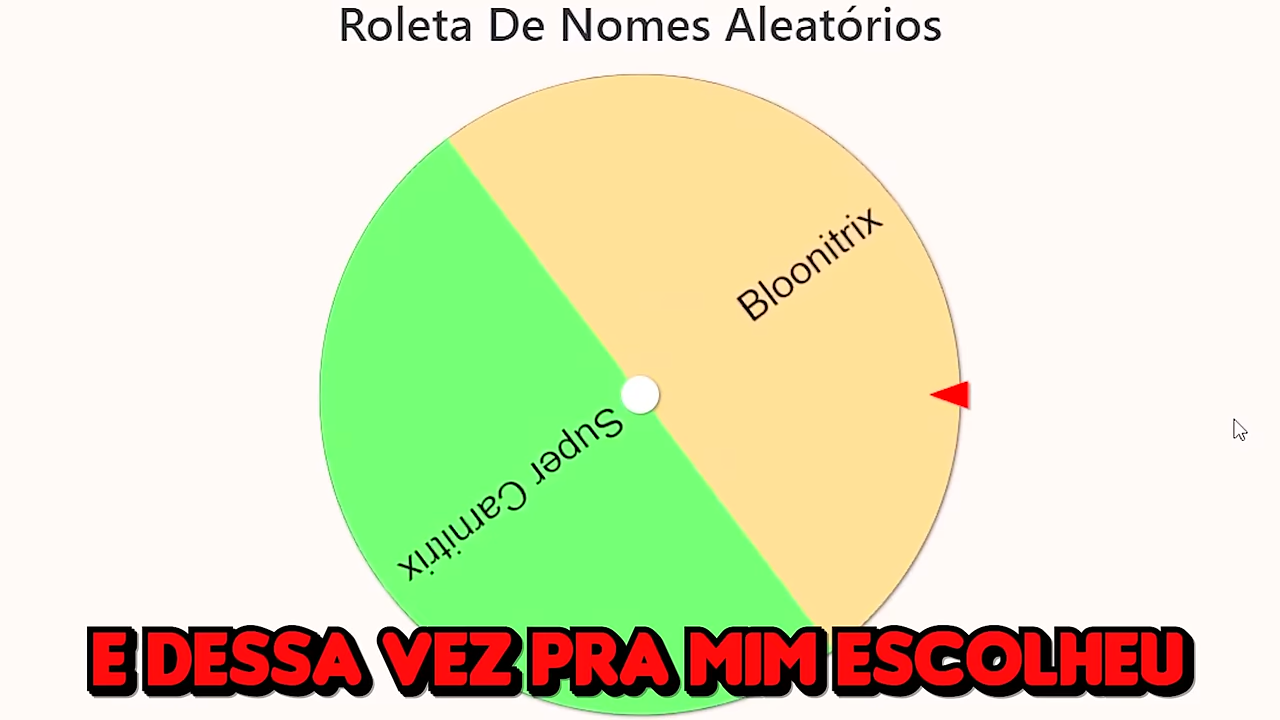 Roleta De Nomes Aleatórios
Bloonitrix
Super Carnitrix
E DESSA VEZ PRA MIM ESCOLHEU